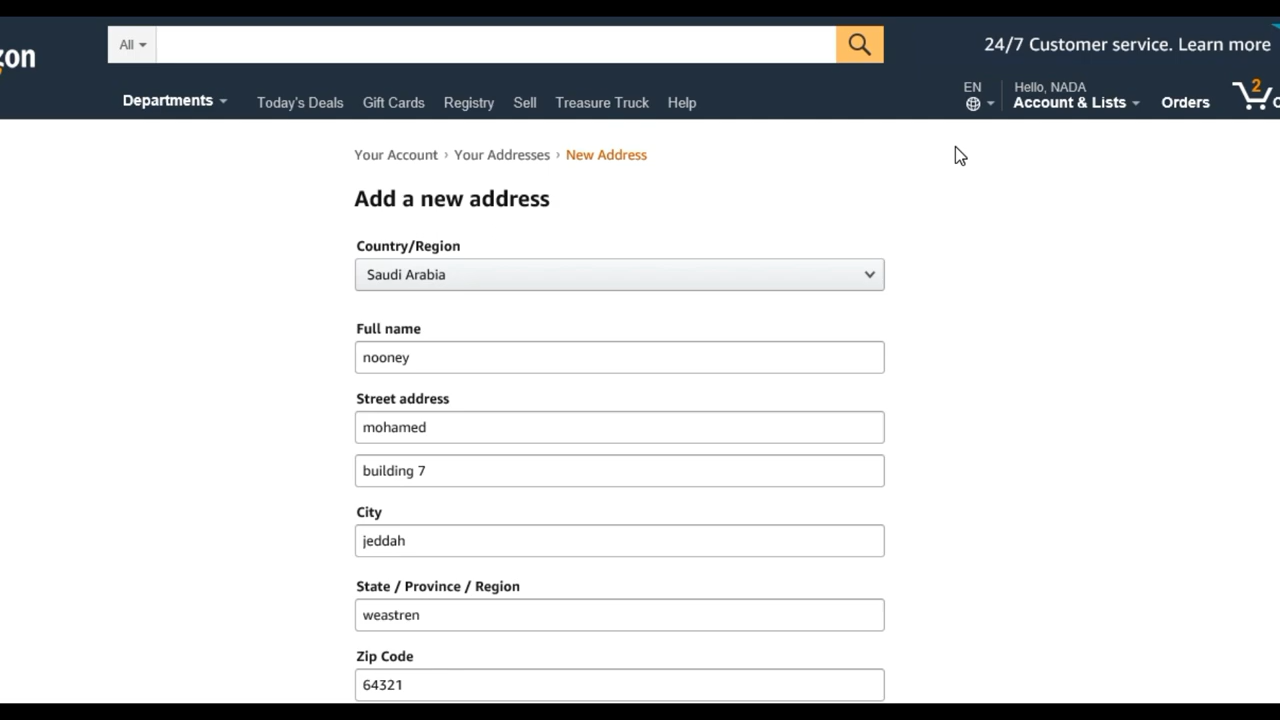 zon
All
24/7 Customer service. Learn more
Departments
Today's Deals
Gift Cards
Registry
Sell
Treasure Truck
Help
EN
Hello, NADA
Account & Lists
Orders
2
C
Your Account › Your Addresses › New Address
Add a new address
Country/Region
Saudi Arabia
Full name
nooney
Street address
mohamed
building 7
City
jeddah
State / Province / Region
weastren
Zip Code
64321